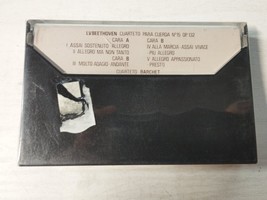 LV.BEETHOVEN CUARTETO PARA CUERDA Nº15 OP 132
CARA A
I ASSAI SOSTENUTO ALLEGRO
II ALLEGRO MA NON TANTO
CARA B
III MOLTO ADAGIO ANDANTE
CARA B
IV ALLA MARCIA ASSAI VIVACE
PIU ALLEGRO
V ALLEGRO APPASSIONATO
PRESTO
CUARTETO BARCHET